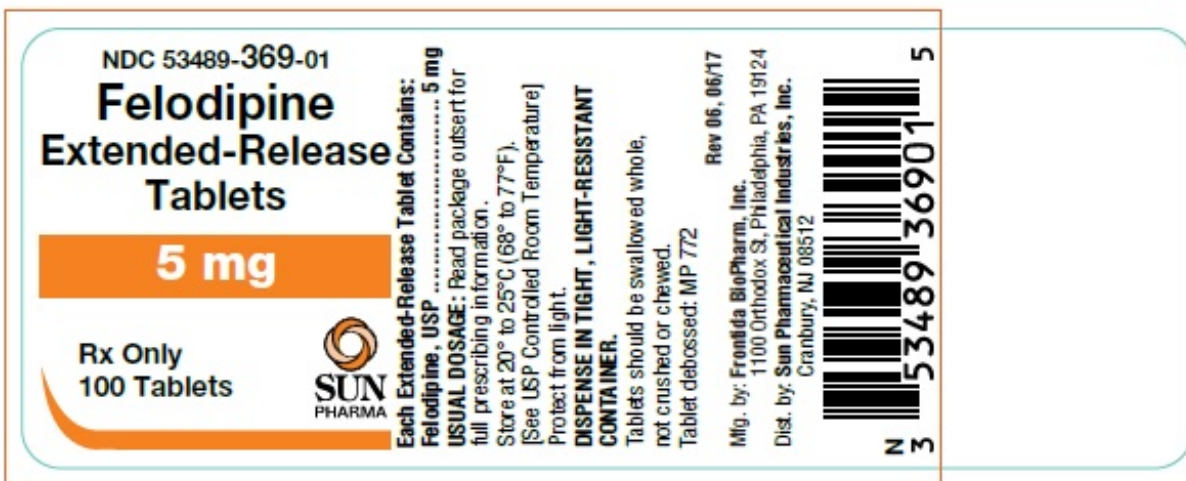 NDC 53489-369-01
Felodipine
Extended-Release
Tablets
5 mg
Rx Only
100 Tablets
SUN
PHARMA
Each Extended-Release Tablet Contains:
Felodipine, USP ........................ 5 mg
USUAL DOSAGE: Read package outsert for
full prescribing information.
Store at 20° to 25°C (68° to 77°F).
[See USP Controlled Room Temperature]
Protect from light.
DISPENSE IN TIGHT, LIGHT-RESISTANT
CONTAINER.
Tablets should be swallowed whole,
not crushed or chewed.
Tablet debossed: MP 772
Rev 06, 06/17
Mfg. by: Frontida BioPharm, Inc.
1100 Orthodox St, Philadelphia, PA 19124
Dist. by: Sun Pharmaceutical Industries, Inc.
Cranbury, NJ 08512
N
3 53489 36901 5